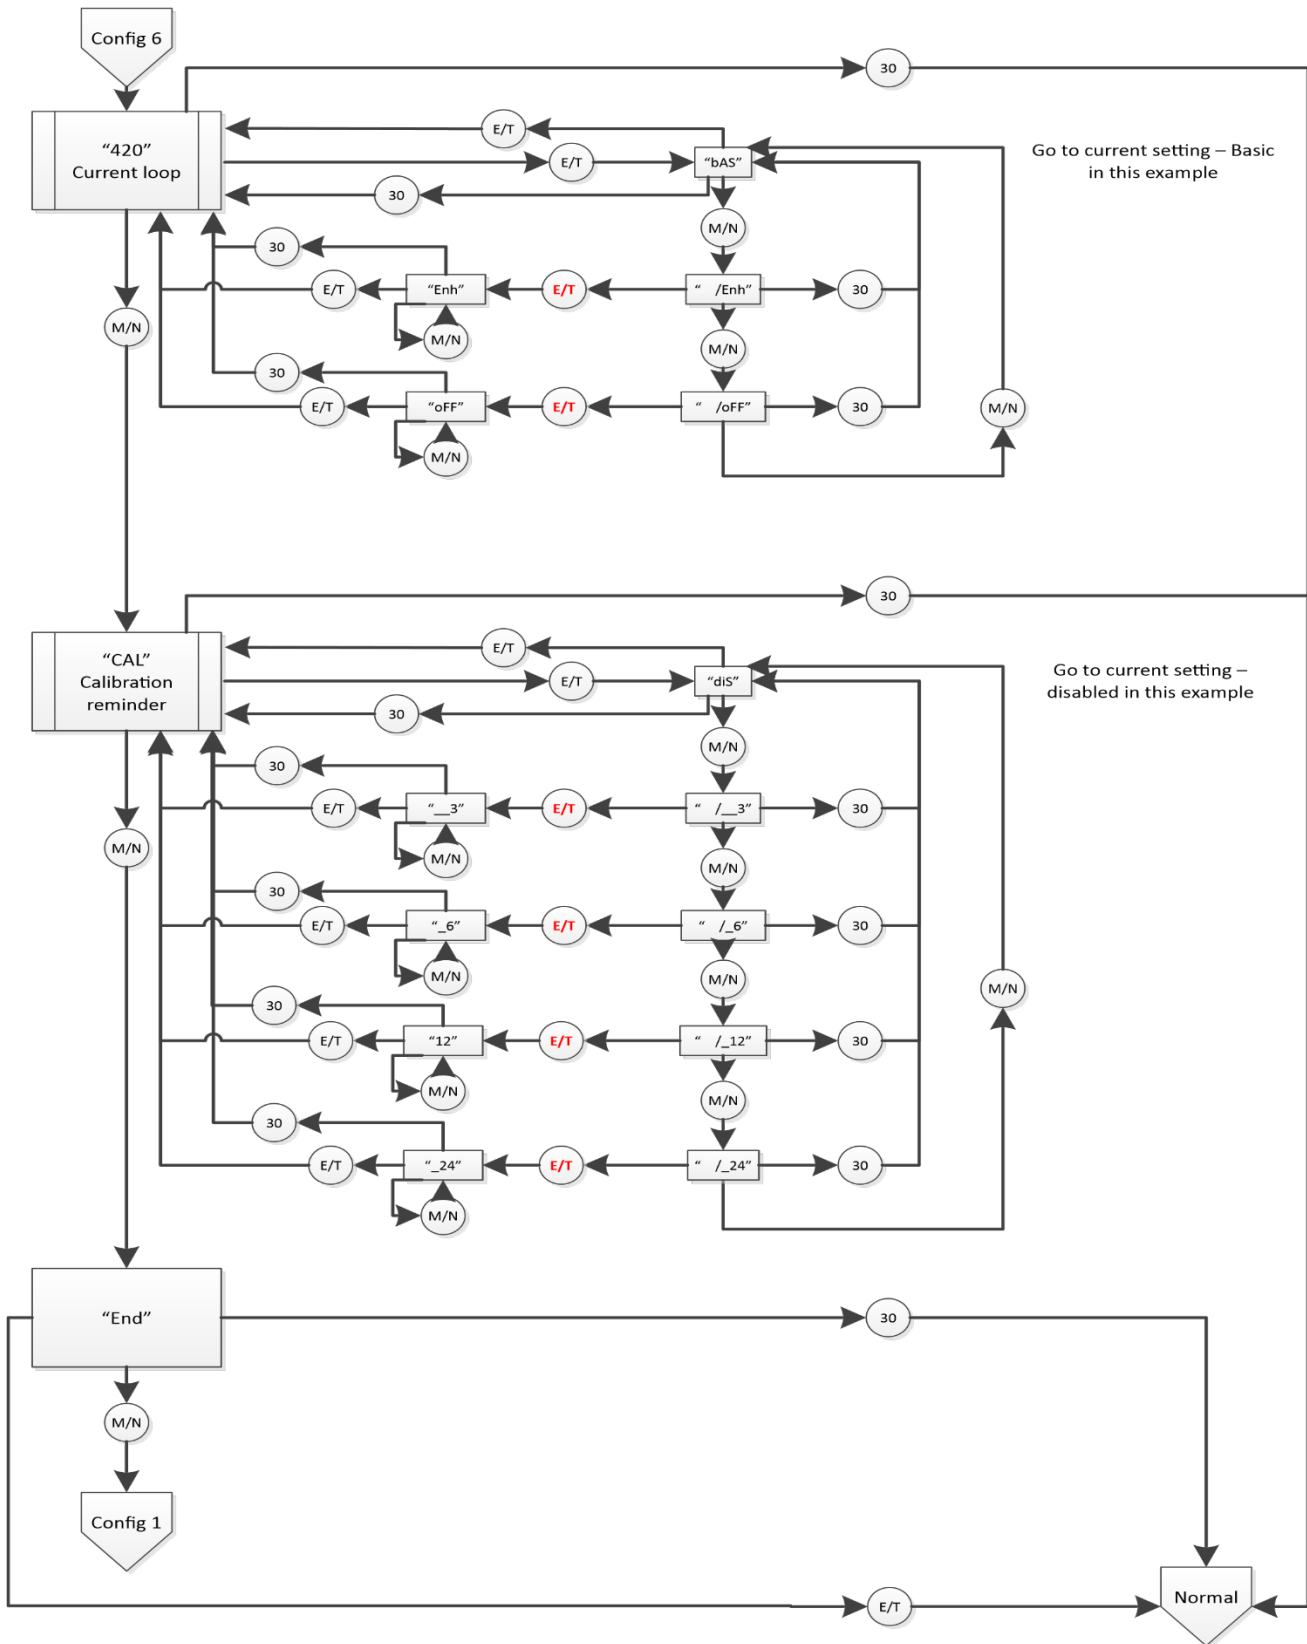 Config 6
30
“420”
Current loop
E/T
E/T
“bAS”
30
Go to current setting – Basic
in this example
M/N
30
E/T
“Enh”
E/T
“ /Enh”
30
M/N
M/N
M/N
30
E/T
“oFF”
E/T
“ /oFF”
30
M/N
M/N
30
“CAL”
Calibration
reminder
E/T
E/T
“diS”
30
Go to current setting –
disabled in this example
M/N
30
E/T
“__3”
E/T
“ /__3”
30
M/N
M/N
M/N
30
E/T
“_6”
E/T
“ /_6”
30
M/N
M/N
M/N
30
E/T
“12”
E/T
“ /_12”
30
M/N
M/N
30
E/T
“_24”
E/T
“ /_24”
30
M/N
“End”
30
M/N
Config 1
Normal
E/T